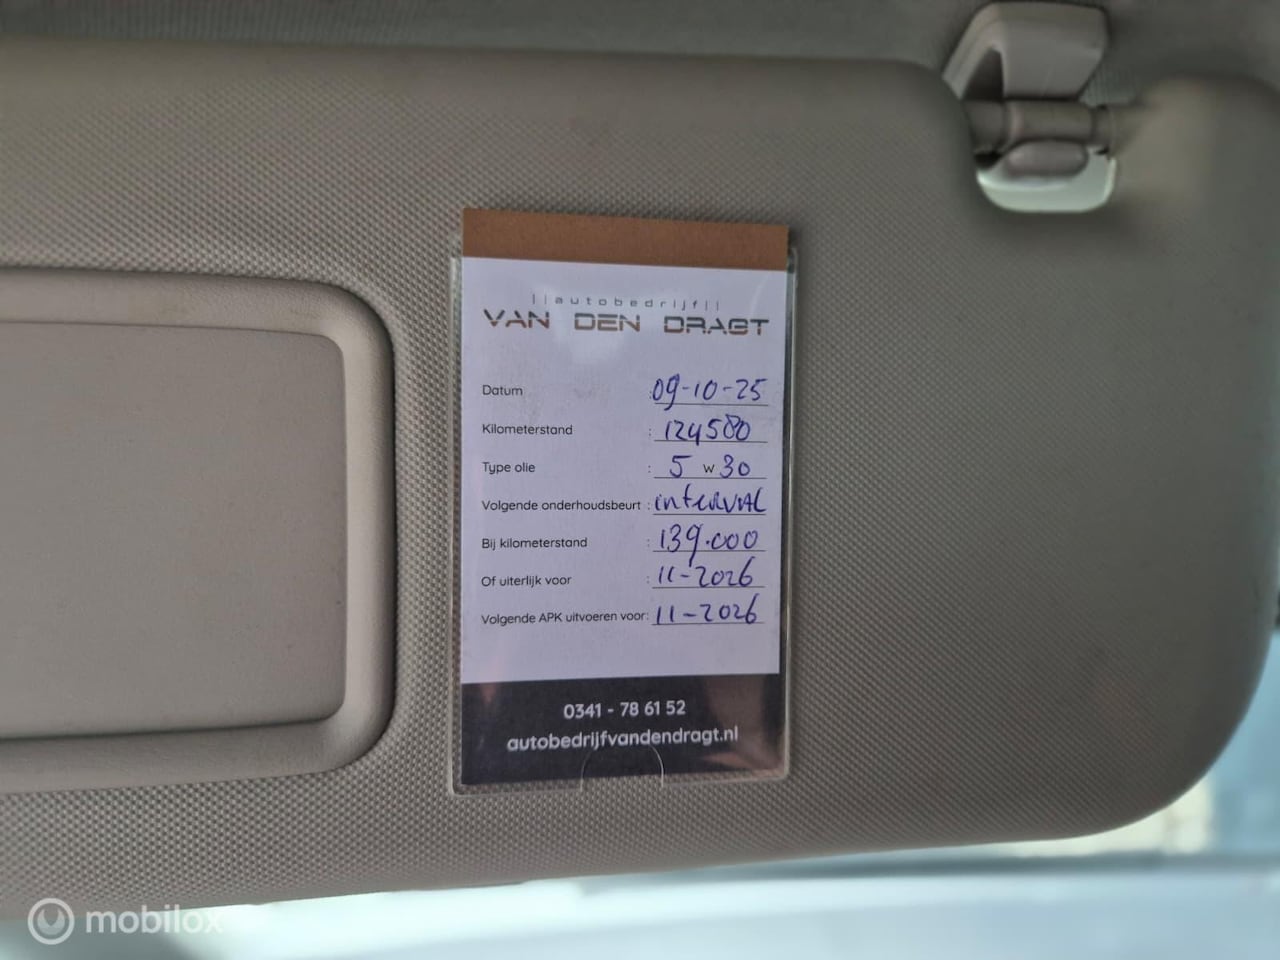 ||autobedrijf||
VAN DEN DRAGT
Datum : 09-10-25
Kilometerstand : 124580
Type olie : 5 w 30
Volgende onderhoudsbeurt : interval
Bij kilometerstand : 139.000
Of uiterlijk voor : 11-2026
Volgende APK uitvoeren voor: 11-2026
0341 - 78 61 52
autobedrijfvandendragt.nl
mobilox